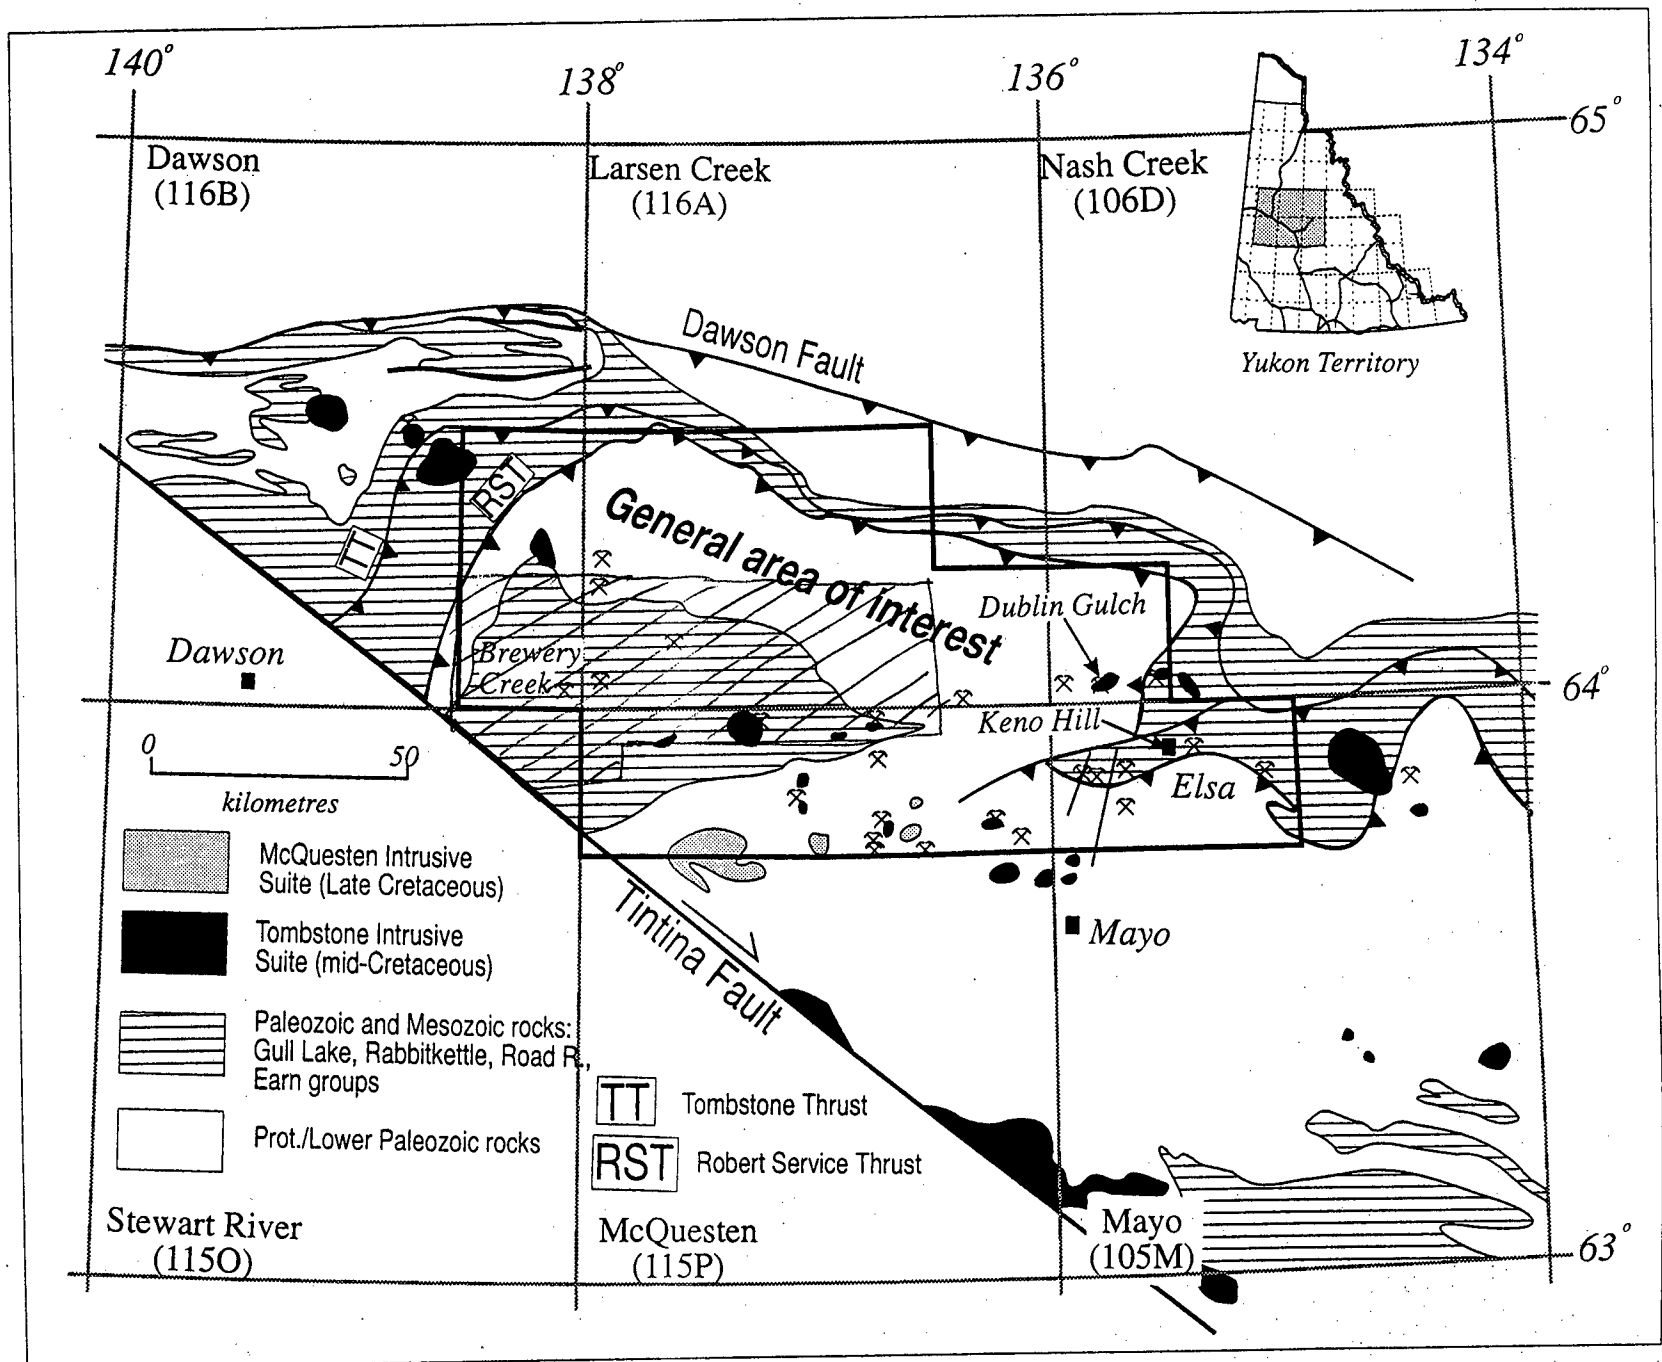 140°
138°
136°
134°
65°
Dawson
(116B)
Larsen Creek
(116A)
Nash Creek
(106D)
Yukon Territory
Dawson Fault
RST
TT
General area of interest
Dublin Gulch
Brewery
Creek
Dawson
64°
Keno Hill
Elsa
0
50
kilometres
McQuesten Intrusive
Suite (Late Cretaceous)
Tombstone Intrusive
Suite (mid-Cretaceous)
Paleozoic and Mesozoic rocks:
Gull Lake, Rabbitkettle, Road R.,
Earn groups
Prot./Lower Paleozoic rocks
Tintina Fault
Mayo
TT
Tombstone Thrust
RST
Robert Service Thrust
Stewart River
(115O)
McQuesten
(115P)
Mayo
(105M)
63°